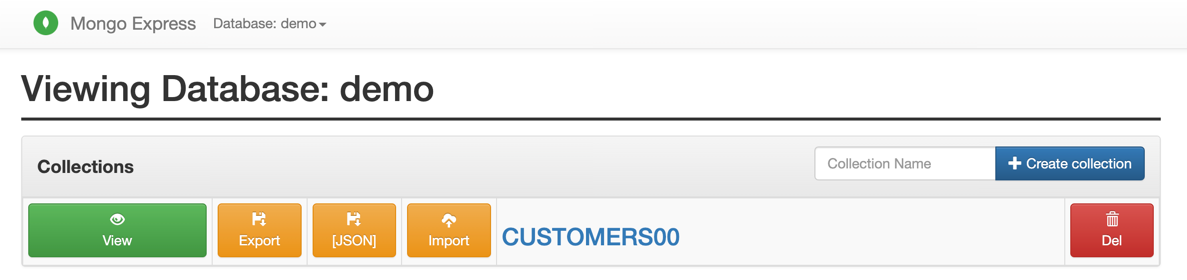 Mongo Express Database: demo
Viewing Database: demo
Collections Collection Name Create collection
View Export [JSON] Import CUSTOMERS00 Del